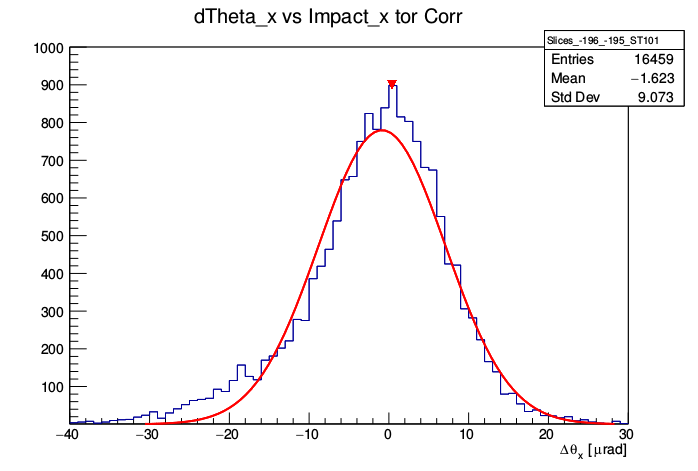 dTheta_x vs Impact_x tor Corr
Slices_-196_-195_ST101
Entries 16459
Mean −1.623
Std Dev 9.073
1000
900
800
700
600
500
400
300
200
100
−40 −30 −20 −10 0 10 20 30
Δθx [μrad]